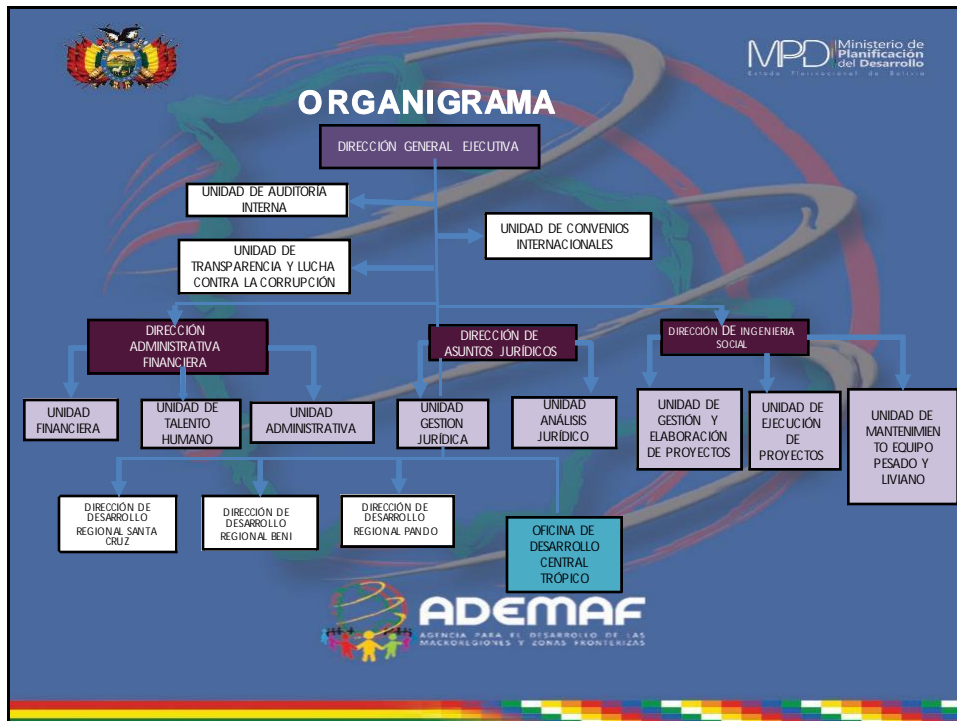 MPD Ministerio de
Planificación
del Desarrollo
Estado Plurinacional de Bolivia
ORGANIGRAMA
DIRECCIÓN GENERAL EJECUTIVA
UNIDAD DE AUDITORÍA
INTERNA
UNIDAD DE CONVENIOS
INTERNACIONALES
UNIDAD DE
TRANSPARENCIA Y LUCHA
CONTRA LA CORRUPCIÓN
DIRECCIÓN
ADMINISTRATIVA
FINANCIERA
DIRECCIÓN DE
ASUNTOS JURÍDICOS
DIRECCIÓN DE INGENIERIA
SOCIAL
UNIDAD
FINANCIERA
UNIDAD DE
TALENTO
HUMANO
UNIDAD
ADMINISTRATIVA
UNIDAD
GESTION
JURÍDICA
UNIDAD
ANÁLISIS
JURÍDICO
UNIDAD DE
GESTIÓN Y
ELABORACIÓN
DE PROYECTOS
UNIDAD DE
EJECUCIÓN
DE
PROYECTOS
UNIDAD DE
MANTENIMIEN
TO EQUIPO
PESADO Y
LIVIANO
DIRECCIÓN DE
DESARROLLO
REGIONAL SANTA
CRUZ
DIRECCIÓN DE
DESARROLLO
REGIONAL BENI
DIRECCIÓN DE
DESARROLLO
REGIONAL PANDO
OFICINA DE
DESARROLLO
CENTRAL
TRÓPICO
ADEMAF
AGENCIA PARA EL DESARROLLO DE LAS
MACROREGIONES Y ZONAS FRONTERIZAS